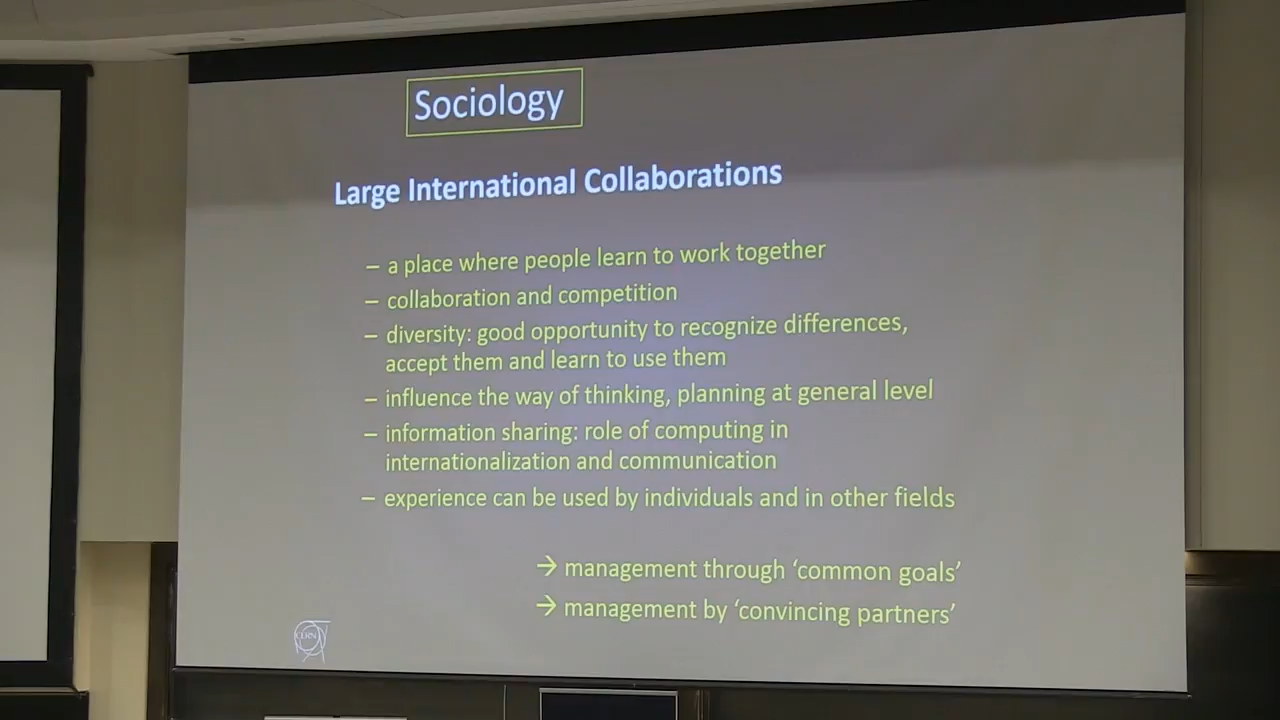 Sociology
Large International Collaborations
– a place where people learn to work together
– collaboration and competition
– diversity: good opportunity to recognize differences,
accept them and learn to use them
– influence the way of thinking, planning at general level
– information sharing: role of computing in
internationalization and communication
– experience can be used by individuals and in other fields
→ management through ‘common goals’
→ management by ‘convincing partners’
CERN